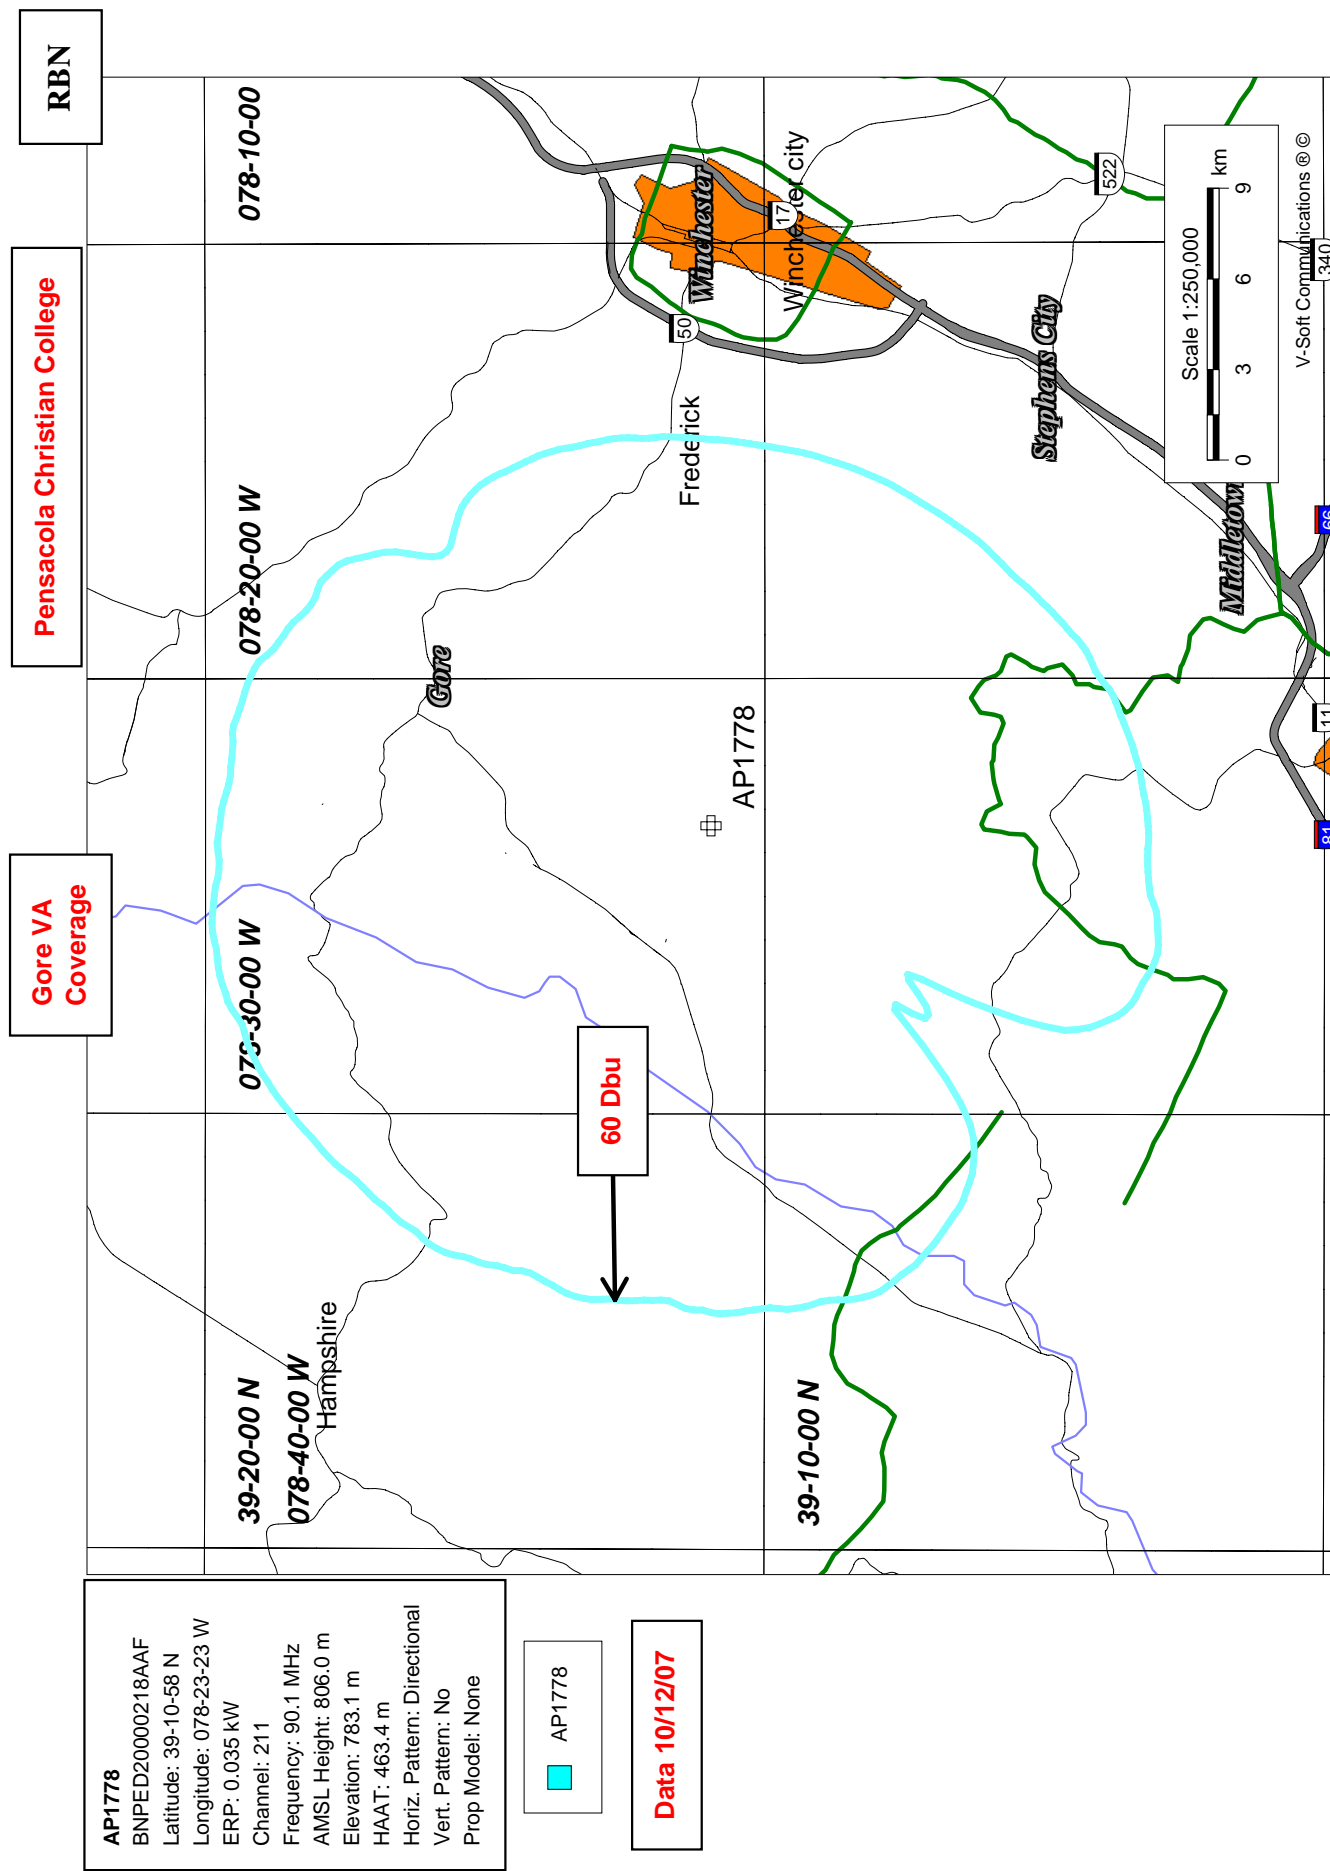 Gore VA
Coverage
Pensacola Christian College
RBN
39-20-00 N
078-40-00 W
078-30-00 W
078-20-00 W
078-10-00
Hampshire
Gore
60 Dbu
Frederick
50
Winchester
AP1778
17
Winchester city
39-10-00 N
Stephens City
522
Middletown
Scale 1:250,000
0 3 6 9 km
V-Soft Communications ® ©
81
11
66
340
AP1778
BNPED20000218AAF
Latitude: 39-10-58 N
Longitude: 078-23-23 W
ERP: 0.035 kW
Channel: 211
Frequency: 90.1 MHz
AMSL Height: 806.0 m
Elevation: 783.1 m
HAAT: 463.4 m
Horiz. Pattern: Directional
Vert. Pattern: No
Prop Model: None
AP1778
Data 10/12/07